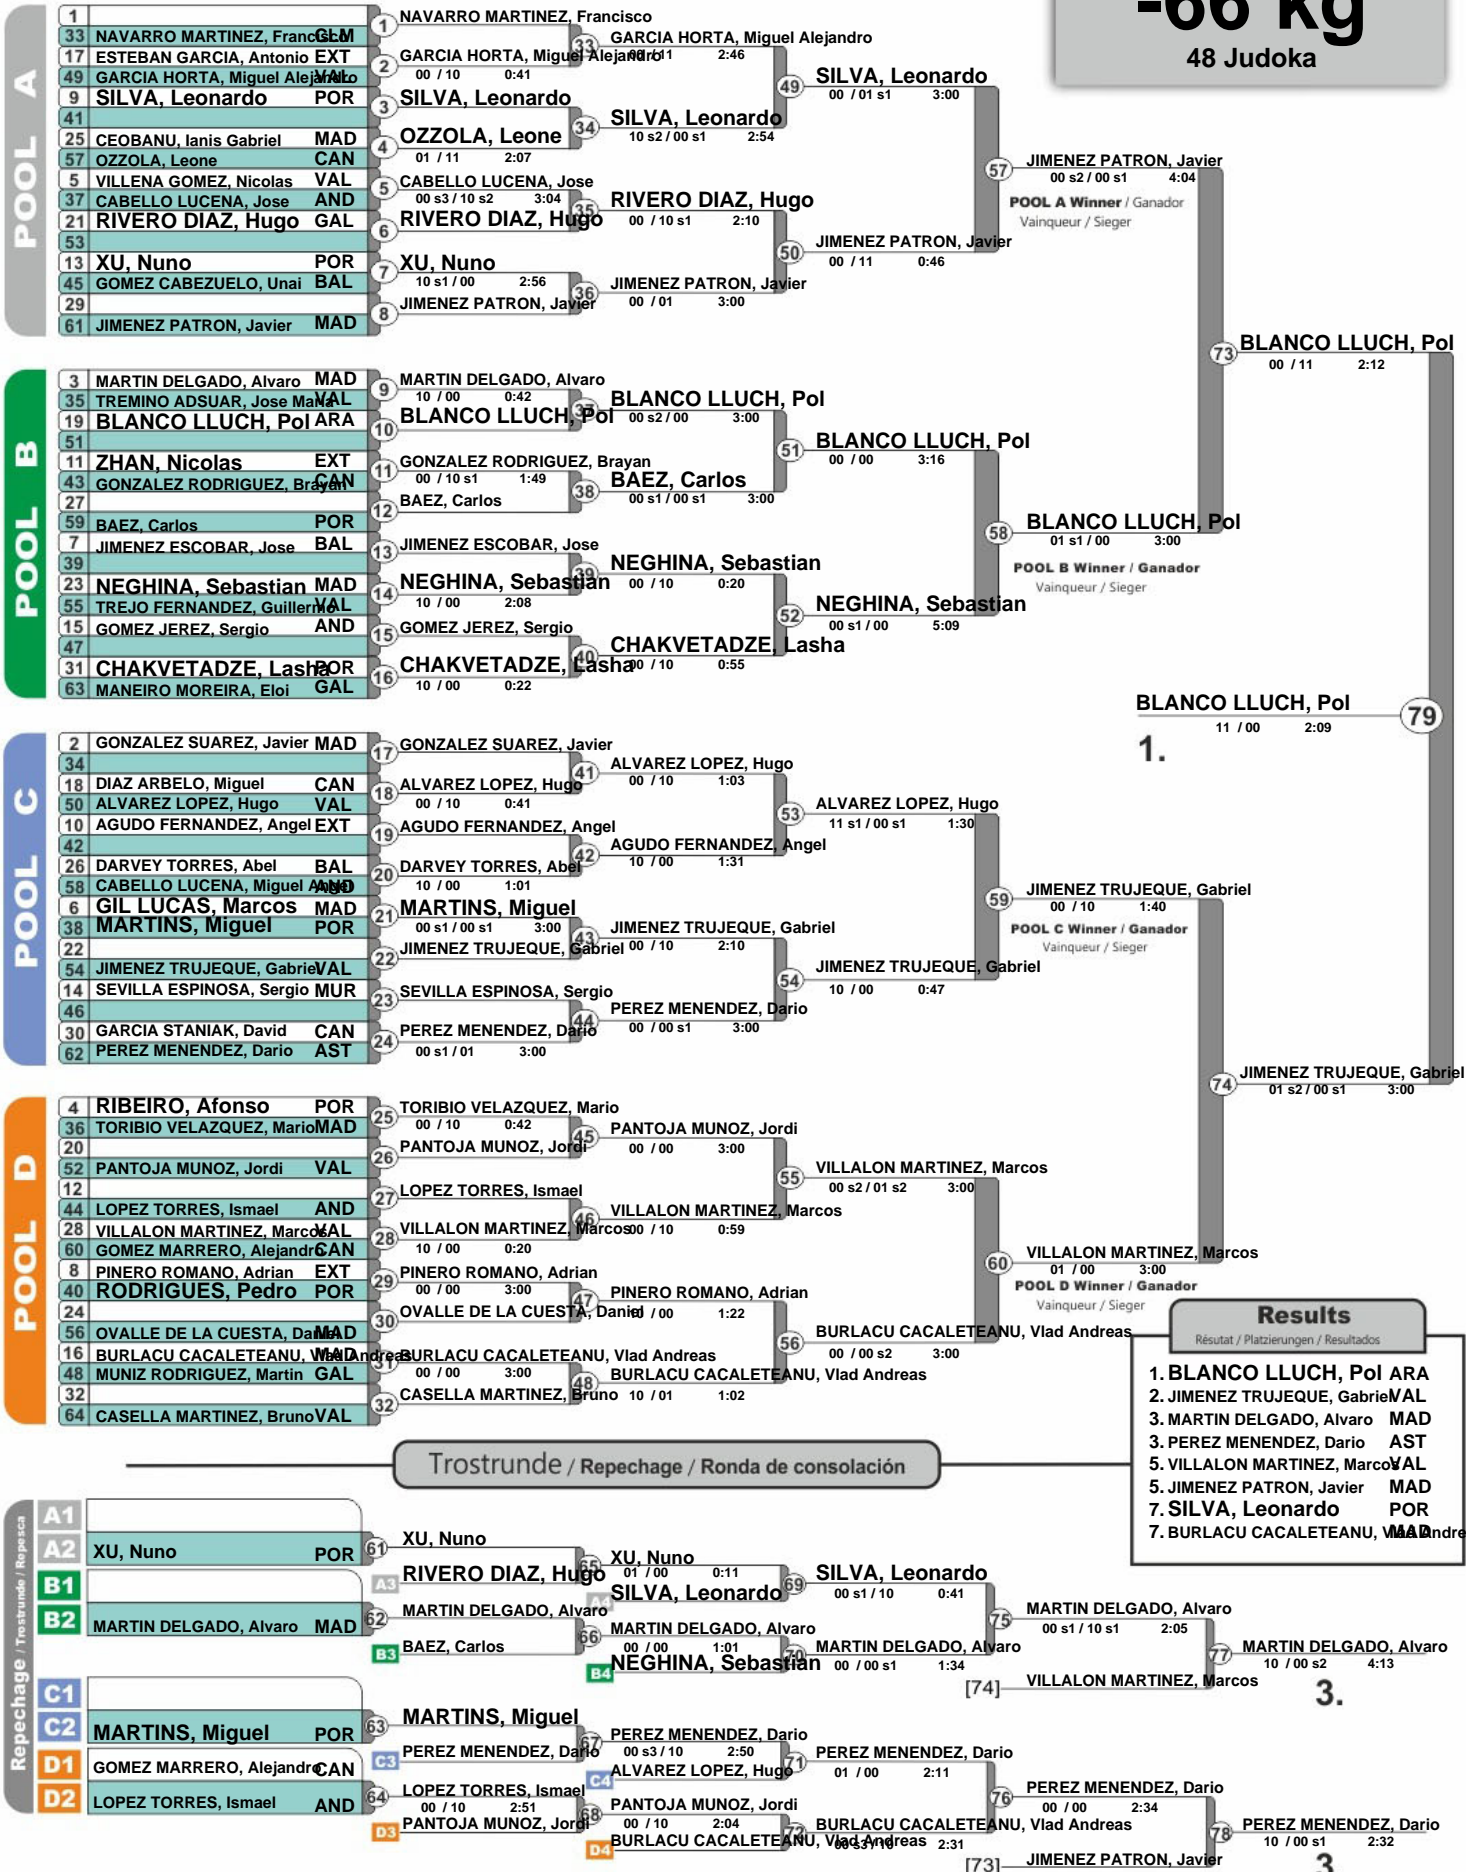 -66 kg
48 Judoka
POOL A
1
33 NAVARRO MARTINEZ, Francisco CLM
17 ESTEBAN GARCIA, Antonio EXT
49 GARCIA HORTA, Miguel Alejandro VAL
9 SILVA, Leonardo POR
41
25 CEOBANU, Ianis Gabriel MAD
57 OZZOLA, Leone CAN
5 VILLENA GOMEZ, Nicolas VAL
37 CABELLO LUCENA, Jose AND
21 RIVERO DIAZ, Hugo GAL
53
13 XU, Nuno POR
45 GOMEZ CABEZUELO, Unai BAL
29
61 JIMENEZ PATRON, Javier MAD
1 NAVARRO MARTINEZ, Francisco
2 GARCIA HORTA, Miguel Alejandro
00 / 10 0:41
3 SILVA, Leonardo
4 OZZOLA, Leone
01 / 11 2:07
5 CABELLO LUCENA, Jose
00 s3 / 10 s2 3:04
6 RIVERO DIAZ, Hugo
7 XU, Nuno
10 s1 / 00 2:56
8 JIMENEZ PATRON, Javier
33 GARCIA HORTA, Miguel Alejandro
00 / 11 2:46
34 SILVA, Leonardo
10 s2 / 00 s1 2:54
35 RIVERO DIAZ, Hugo
00 / 10 s1 2:10
36 JIMENEZ PATRON, Javier
00 / 01 3:00
49 SILVA, Leonardo
00 / 01 s1 3:00
50 JIMENEZ PATRON, Javier
00 / 11 0:46
57 JIMENEZ PATRON, Javier
00 s2 / 00 s1 4:04
POOL A Winner / Ganador
Vainqueur / Sieger
POOL B
3 MARTIN DELGADO, Alvaro MAD
35 TREMINO ADSUAR, Jose Maria VAL
19 BLANCO LLUCH, Pol ARA
51
11 ZHAN, Nicolas EXT
43 GONZALEZ RODRIGUEZ, Brayan CAN
27
59 BAEZ, Carlos POR
7 JIMENEZ ESCOBAR, Jose BAL
39
23 NEGHINA, Sebastian MAD
55 TREJO FERNANDEZ, Guillermo VAL
15 GOMEZ JEREZ, Sergio AND
47
31 CHAKVETADZE, Lasha POR
63 MANEIRO MOREIRA, Eloi GAL
9 MARTIN DELGADO, Alvaro
10 / 00 0:42
10 BLANCO LLUCH, Pol
11 GONZALEZ RODRIGUEZ, Brayan
00 / 10 s1 1:49
12 BAEZ, Carlos
13 JIMENEZ ESCOBAR, Jose
14 NEGHINA, Sebastian
10 / 00 2:08
15 GOMEZ JEREZ, Sergio
16 CHAKVETADZE, Lasha
10 / 00 0:22
37 BLANCO LLUCH, Pol
00 s2 / 00 3:00
38 BAEZ, Carlos
00 s1 / 00 s1 3:00
39 NEGHINA, Sebastian
00 / 10 0:20
40 CHAKVETADZE, Lasha
00 / 10 0:55
51 BLANCO LLUCH, Pol
00 / 00 3:16
52 NEGHINA, Sebastian
00 s1 / 00 5:09
58 BLANCO LLUCH, Pol
01 s1 / 00 3:00
POOL B Winner / Ganador
Vainqueur / Sieger
73 BLANCO LLUCH, Pol
00 / 11 2:12
BLANCO LLUCH, Pol 79
11 / 00 2:09
1.
POOL C
2 GONZALEZ SUAREZ, Javier MAD
34
18 DIAZ ARBELO, Miguel CAN
50 ALVAREZ LOPEZ, Hugo VAL
10 AGUDO FERNANDEZ, Angel EXT
42
26 DARVEY TORRES, Abel BAL
58 CABELLO LUCENA, Miguel Angel AND
6 GIL LUCAS, Marcos MAD
38 MARTINS, Miguel POR
22
54 JIMENEZ TRUJEQUE, Gabriel VAL
14 SEVILLA ESPINOSA, Sergio MUR
46
30 GARCIA STANIAK, David CAN
62 PEREZ MENENDEZ, Dario AST
17 GONZALEZ SUAREZ, Javier
18 ALVAREZ LOPEZ, Hugo
00 / 10 0:41
19 AGUDO FERNANDEZ, Angel
20 DARVEY TORRES, Abel
10 / 00 1:01
21 MARTINS, Miguel
00 s1 / 00 s1 3:00
22 JIMENEZ TRUJEQUE, Gabriel
23 SEVILLA ESPINOSA, Sergio
24 PEREZ MENENDEZ, Dario
00 s1 / 01 3:00
41 ALVAREZ LOPEZ, Hugo
00 / 10 1:03
42 AGUDO FERNANDEZ, Angel
10 / 00 1:31
43 JIMENEZ TRUJEQUE, Gabriel
00 / 10 2:10
44 PEREZ MENENDEZ, Dario
00 / 00 s1 3:00
53 ALVAREZ LOPEZ, Hugo
11 s1 / 00 s1 1:30
54 JIMENEZ TRUJEQUE, Gabriel
10 / 00 0:47
59 JIMENEZ TRUJEQUE, Gabriel
00 / 10 1:40
POOL C Winner / Ganador
Vainqueur / Sieger
74 JIMENEZ TRUJEQUE, Gabriel
01 s2 / 00 s1 3:00
POOL D
4 RIBEIRO, Afonso POR
36 TORIBIO VELAZQUEZ, Mario MAD
20
52 PANTOJA MUNOZ, Jordi VAL
12
44 LOPEZ TORRES, Ismael AND
28 VILLALON MARTINEZ, Marcos VAL
60 GOMEZ MARRERO, Alejandro CAN
8 PINERO ROMANO, Adrian EXT
40 RODRIGUES, Pedro POR
24
56 OVALLE DE LA CUESTA, Daniel MAD
16 BURLACU CACALETEANU, Vlad Andreas MAD
48 MUNIZ RODRIGUEZ, Martin GAL
32
64 CASELLA MARTINEZ, Bruno VAL
25 TORIBIO VELAZQUEZ, Mario
00 / 10 0:42
26 PANTOJA MUNOZ, Jordi
27 LOPEZ TORRES, Ismael
28 VILLALON MARTINEZ, Marcos
10 / 00 0:20
29 PINERO ROMANO, Adrian
00 / 00 3:00
30 OVALLE DE LA CUESTA, Daniel
31 BURLACU CACALETEANU, Vlad Andreas
00 / 00 3:00
32 CASELLA MARTINEZ, Bruno
45 PANTOJA MUNOZ, Jordi
00 / 00 3:00
46 VILLALON MARTINEZ, Marcos
00 / 10 0:59
47 PINERO ROMANO, Adrian
10 / 00 1:22
48 BURLACU CACALETEANU, Vlad Andreas
10 / 01 1:02
55 VILLALON MARTINEZ, Marcos
00 s2 / 01 s2 3:00
56 BURLACU CACALETEANU, Vlad Andreas
00 / 00 s2 3:00
60 VILLALON MARTINEZ, Marcos
01 / 00 3:00
POOL D Winner / Ganador
Vainqueur / Sieger
Results
Résutat / Platzierungen / Resultados
1. BLANCO LLUCH, Pol ARA
2. JIMENEZ TRUJEQUE, Gabriel VAL
3. MARTIN DELGADO, Alvaro MAD
3. PEREZ MENENDEZ, Dario AST
5. VILLALON MARTINEZ, Marcos VAL
5. JIMENEZ PATRON, Javier MAD
7. SILVA, Leonardo POR
7. BURLACU CACALETEANU, Vlad Andre MAD
Trostrunde / Repechage / Ronda de consolación
Repechage / Trostrunde / Repesca
A1
A2 XU, Nuno POR
B1
B2 MARTIN DELGADO, Alvaro MAD
C1
C2 MARTINS, Miguel POR
D1 GOMEZ MARRERO, Alejandro CAN
D2 LOPEZ TORRES, Ismael AND
61 XU, Nuno
A3 RIVERO DIAZ, Hugo
62 MARTIN DELGADO, Alvaro
B3 BAEZ, Carlos
63 MARTINS, Miguel
C3 PEREZ MENENDEZ, Dario
64 LOPEZ TORRES, Ismael
00 / 10 2:51
D3 PANTOJA MUNOZ, Jordi
65 XU, Nuno
01 / 00 0:11
A4 SILVA, Leonardo
66 MARTIN DELGADO, Alvaro
00 / 00 1:01
B4 NEGHINA, Sebastian
67 PEREZ MENENDEZ, Dario
00 s3 / 10 2:50
C4 ALVAREZ LOPEZ, Hugo
68 PANTOJA MUNOZ, Jordi
00 / 10 2:04
D4 BURLACU CACALETEANU, Vlad Andreas
69 SILVA, Leonardo
00 s1 / 10 0:41
70 MARTIN DELGADO, Alvaro
00 / 00 s1 1:34
71 PEREZ MENENDEZ, Dario
01 / 00 2:11
72 BURLACU CACALETEANU, Vlad Andreas
00 s3 / 10 2:31
75 MARTIN DELGADO, Alvaro
00 s1 / 10 s1 2:05
[74] VILLALON MARTINEZ, Marcos
76 PEREZ MENENDEZ, Dario
00 / 00 2:34
[73] JIMENEZ PATRON, Javier
77 MARTIN DELGADO, Alvaro
10 / 00 s2 4:13
3.
78 PEREZ MENENDEZ, Dario
10 / 00 s1 2:32
3